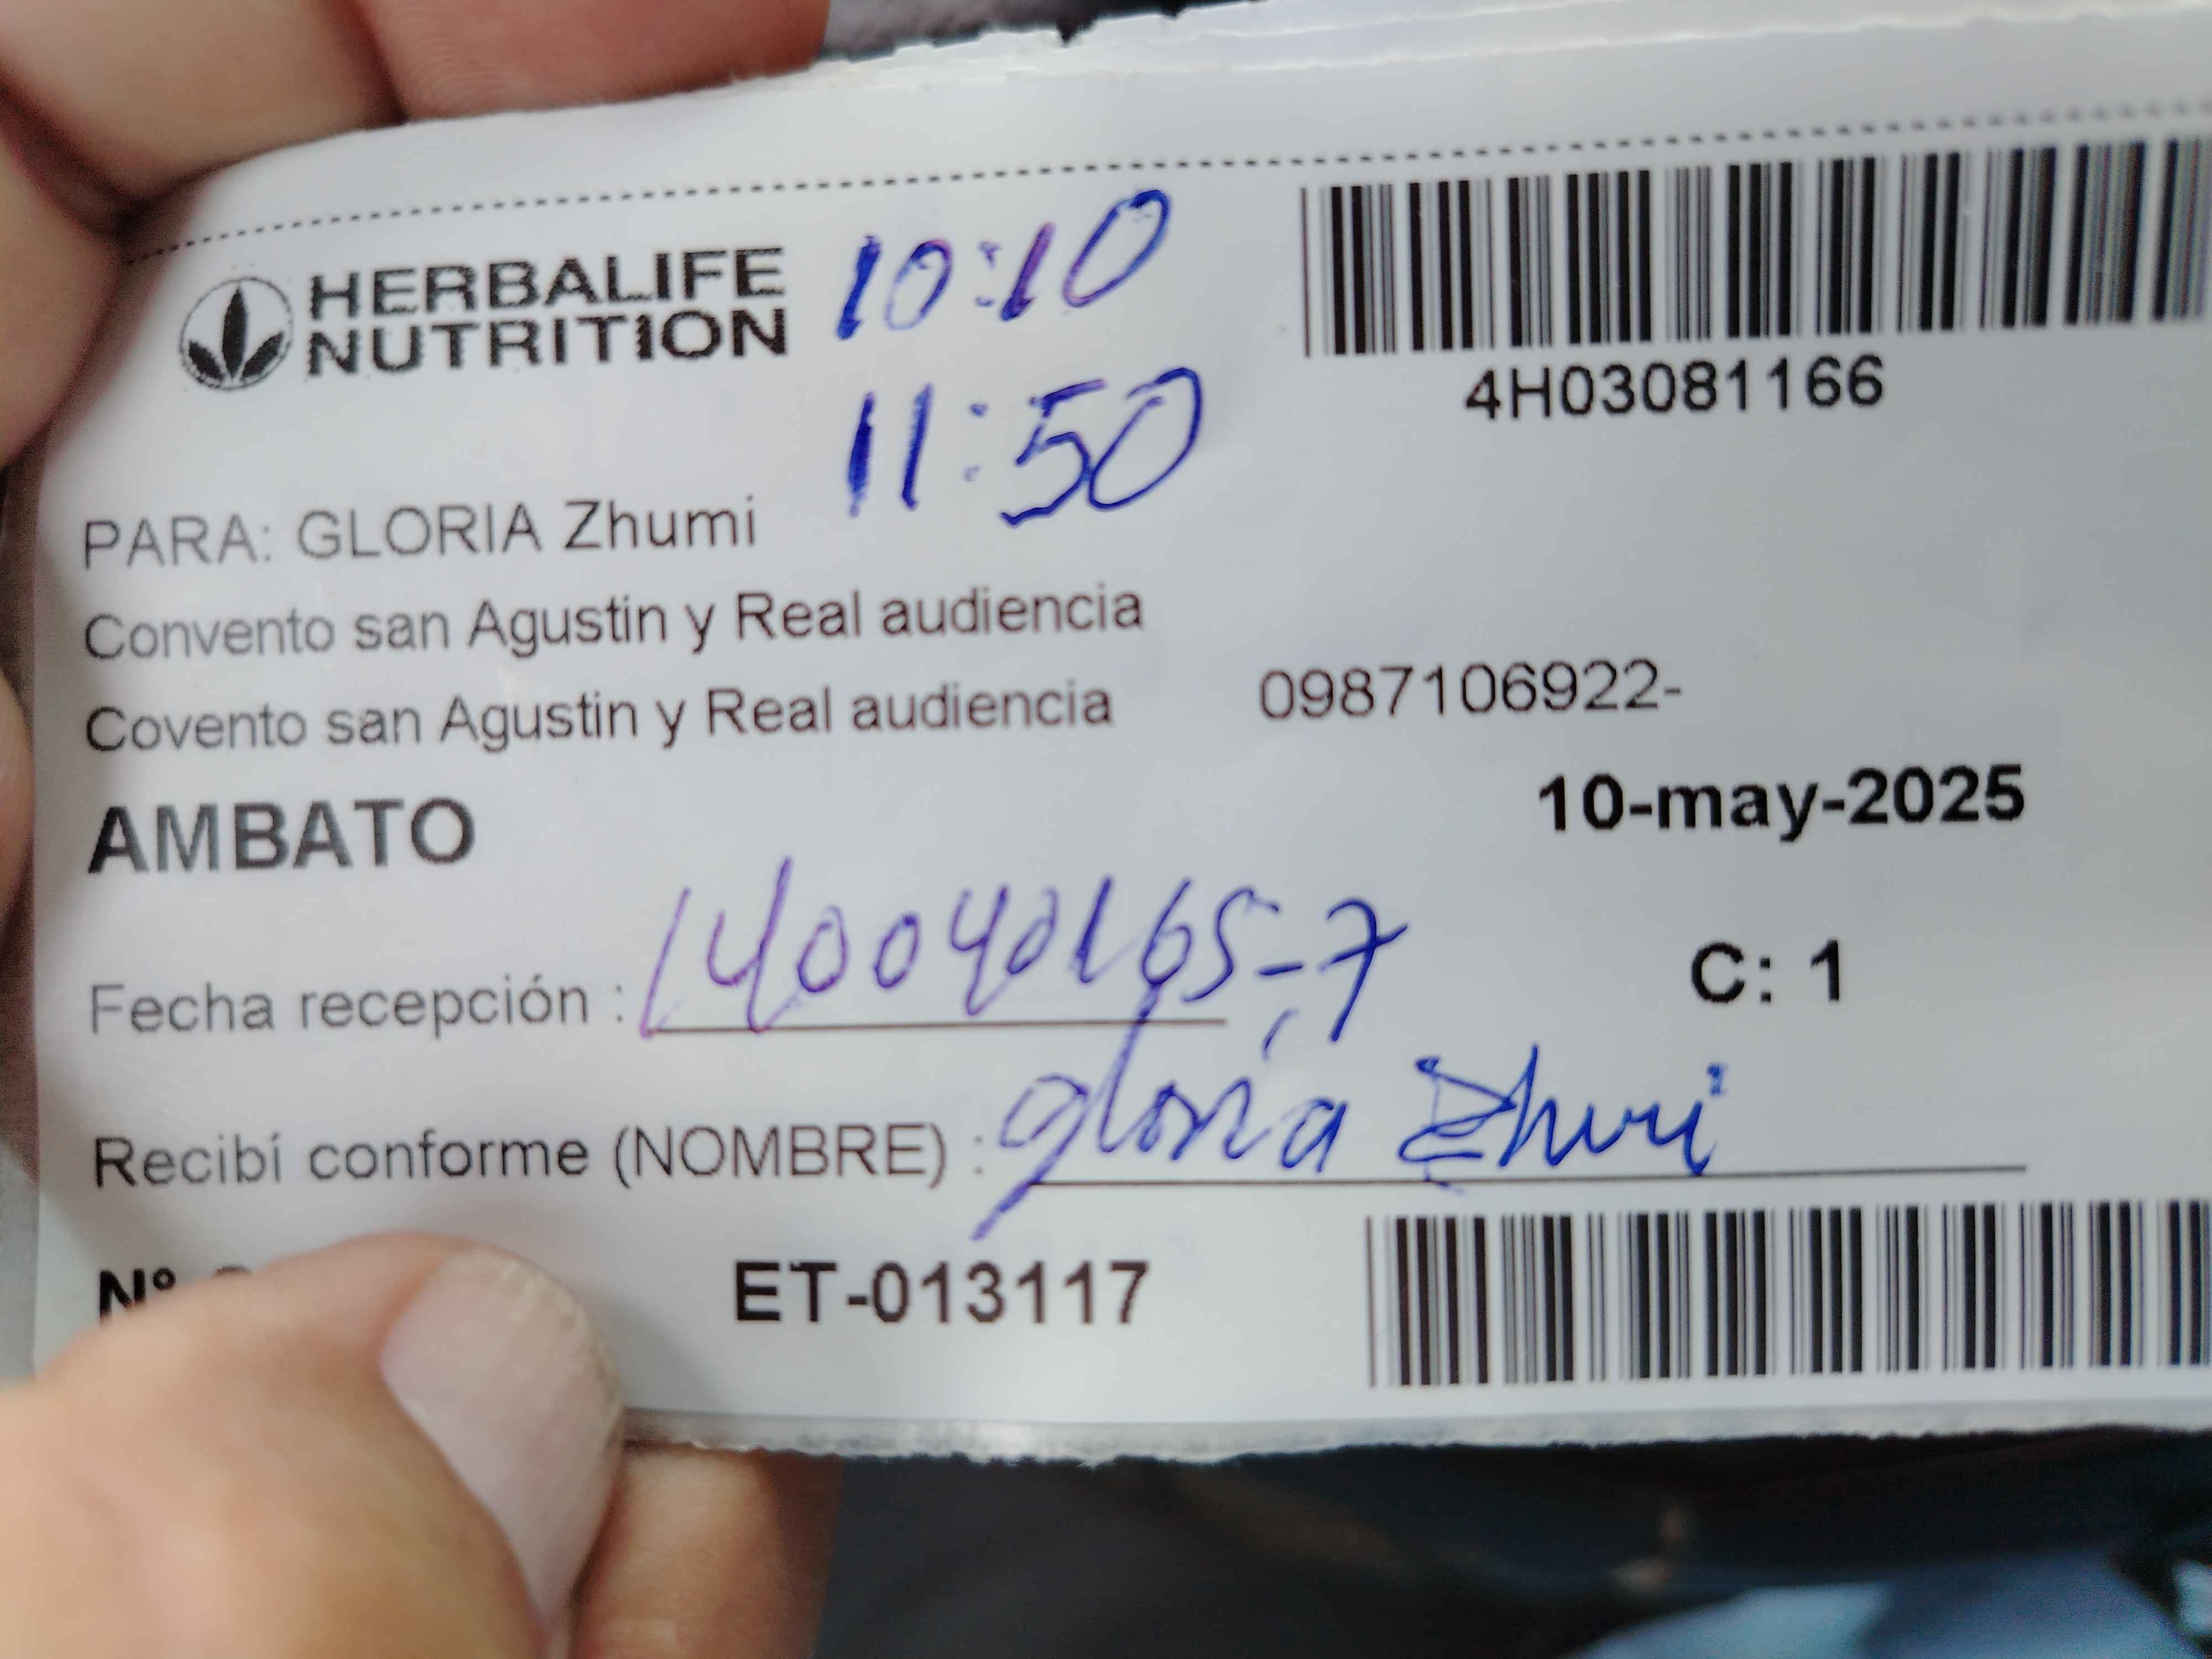 HERBALIFE
NUTRITION
10:10
11:50
4H03081166
PARA: GLORIA Zhumi
Convento san Agustin y Real audiencia
Covento san Agustin y Real audiencia 0987106922-
AMBATO
10-may-2025
Fecha recepción : 140040165-7
C: 1
Recibí conforme (NOMBRE) : gloria Zhumi
Nº
ET-013117